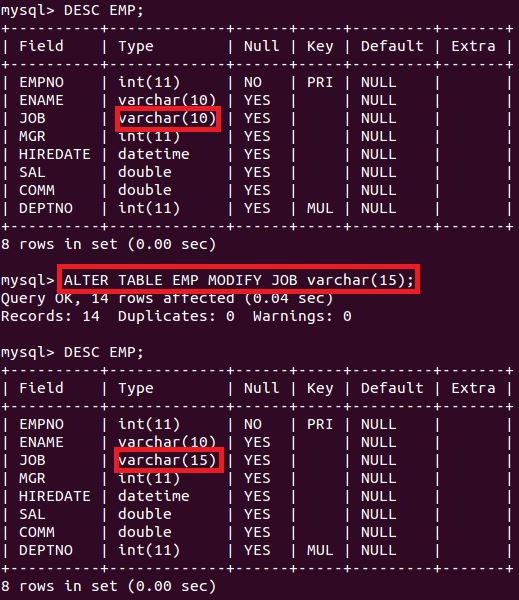 mysql> DESC EMP;
+----------+-------------+------+-----+---------+-------+
| Field    | Type        | Null | Key | Default | Extra |
+----------+-------------+------+-----+---------+-------+
| EMPNO    | int(11)     | NO   | PRI | NULL    |       |
| ENAME    | varchar(10) | YES  |     | NULL    |       |
| JOB      | varchar(10) | YES  |     | NULL    |       |
| MGR      | int(11)     | YES  |     | NULL    |       |
| HIREDATE | datetime    | YES  |     | NULL    |       |
| SAL      | double      | YES  |     | NULL    |       |
| COMM     | double      | YES  |     | NULL    |       |
| DEPTNO   | int(11)     | YES  | MUL | NULL    |       |
+----------+-------------+------+-----+---------+-------+
8 rows in set (0.00 sec)
mysql> ALTER TABLE EMP MODIFY JOB varchar(15);
Query OK, 14 rows affected (0.04 sec)
Records: 14  Duplicates: 0  Warnings: 0
mysql> DESC EMP;
+----------+-------------+------+-----+---------+-------+
| Field    | Type        | Null | Key | Default | Extra |
+----------+-------------+------+-----+---------+-------+
| EMPNO    | int(11)     | NO   | PRI | NULL    |       |
| ENAME    | varchar(10) | YES  |     | NULL    |       |
| JOB      | varchar(15) | YES  |     | NULL    |       |
| MGR      | int(11)     | YES  |     | NULL    |       |
| HIREDATE | datetime    | YES  |     | NULL    |       |
| SAL      | double      | YES  |     | NULL    |       |
| COMM     | double      | YES  |     | NULL    |       |
| DEPTNO   | int(11)     | YES  | MUL | NULL    |       |
+----------+-------------+------+-----+---------+-------+
8 rows in set (0.00 sec)